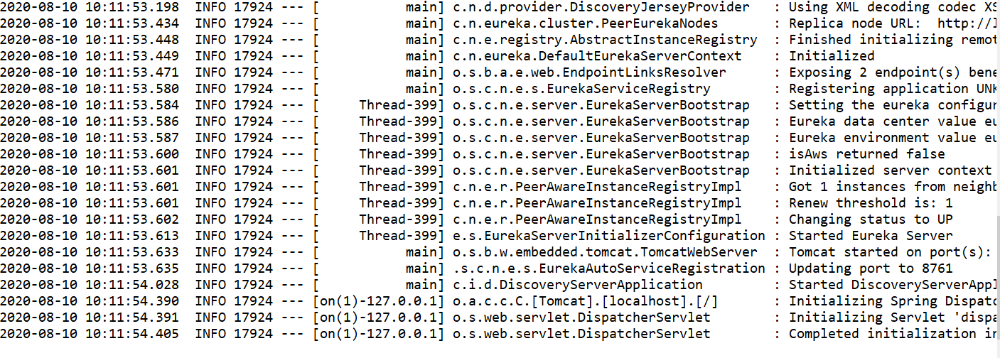 2020-08-10 10:11:53.198  INFO 17924 --- [           main] c.n.d.provider.DiscoveryJerseyProvider   : Using XML decoding codec XS
2020-08-10 10:11:53.434  INFO 17924 --- [           main] c.n.eureka.cluster.PeerEurekaNodes       : Replica node URL:  http://l
2020-08-10 10:11:53.448  INFO 17924 --- [           main] c.n.e.registry.AbstractInstanceRegistry  : Finished initializing remot
2020-08-10 10:11:53.449  INFO 17924 --- [           main] c.n.eureka.DefaultEurekaServerContext    : Initialized
2020-08-10 10:11:53.471  INFO 17924 --- [           main] o.s.b.a.e.web.EndpointLinksResolver      : Exposing 2 endpoint(s) bene
2020-08-10 10:11:53.580  INFO 17924 --- [           main] o.s.c.n.e.s.EurekaServiceRegistry        : Registering application UNK
2020-08-10 10:11:53.584  INFO 17924 --- [     Thread-399] o.s.c.n.e.server.EurekaServerBootstrap   : Setting the eureka configur
2020-08-10 10:11:53.586  INFO 17924 --- [     Thread-399] o.s.c.n.e.server.EurekaServerBootstrap   : Eureka data center value eu
2020-08-10 10:11:53.587  INFO 17924 --- [     Thread-399] o.s.c.n.e.server.EurekaServerBootstrap   : Eureka environment value eu
2020-08-10 10:11:53.600  INFO 17924 --- [     Thread-399] o.s.c.n.e.server.EurekaServerBootstrap   : isAws returned false
2020-08-10 10:11:53.601  INFO 17924 --- [     Thread-399] o.s.c.n.e.server.EurekaServerBootstrap   : Initialized server context
2020-08-10 10:11:53.601  INFO 17924 --- [     Thread-399] c.n.e.r.PeerAwareInstanceRegistryImpl    : Got 1 instances from neighb
2020-08-10 10:11:53.601  INFO 17924 --- [     Thread-399] c.n.e.r.PeerAwareInstanceRegistryImpl    : Renew threshold is: 1
2020-08-10 10:11:53.602  INFO 17924 --- [     Thread-399] c.n.e.r.PeerAwareInstanceRegistryImpl    : Changing status to UP
2020-08-10 10:11:53.613  INFO 17924 --- [     Thread-399] e.s.EurekaServerInitializerConfiguration : Started Eureka Server
2020-08-10 10:11:53.633  INFO 17924 --- [           main] o.s.b.w.embedded.tomcat.TomcatWebServer  : Tomcat started on port(s):
2020-08-10 10:11:53.635  INFO 17924 --- [           main] .s.c.n.e.s.EurekaAutoServiceRegistration : Updating port to 8761
2020-08-10 10:11:54.028  INFO 17924 --- [           main] c.i.d.DiscoveryServerApplication         : Started DiscoveryServerAppl
2020-08-10 10:11:54.390  INFO 17924 --- [on(1)-127.0.0.1] o.a.c.c.C.[Tomcat].[localhost].[/]       : Initializing Spring Dispatc
2020-08-10 10:11:54.391  INFO 17924 --- [on(1)-127.0.0.1] o.s.web.servlet.DispatcherServlet        : Initializing Servlet 'dispa
2020-08-10 10:11:54.405  INFO 17924 --- [on(1)-127.0.0.1] o.s.web.servlet.DispatcherServlet        : Completed initialization in